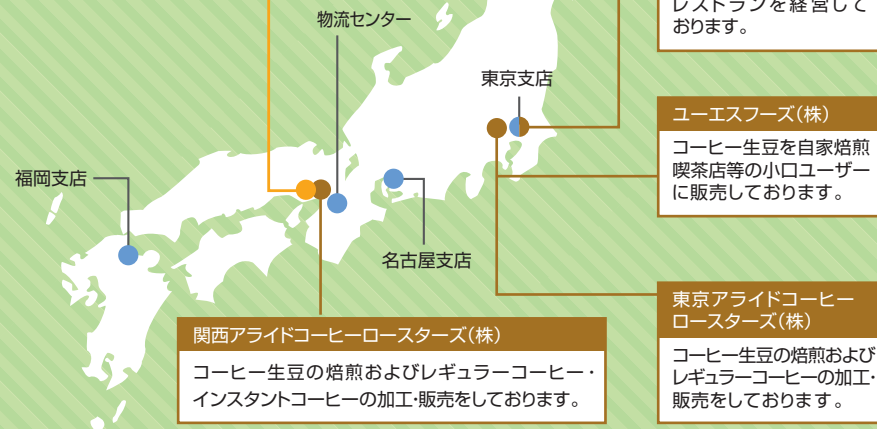 レストランを経営して
おります。
物流センター
東京支店
ユーエスフーズ(株)
コーヒー生豆を自家焙煎
喫茶店等の小口ユーザー
に販売しております。
福岡支店
名古屋支店
東京アライドコーヒー
ロースターズ(株)
コーヒー生豆の焙煎および
レギュラーコーヒーの加工・
販売をしております。
関西アライドコーヒーロースターズ(株)
コーヒー生豆の焙煎およびレギュラーコーヒー・
インスタントコーヒーの加工・販売をしております。